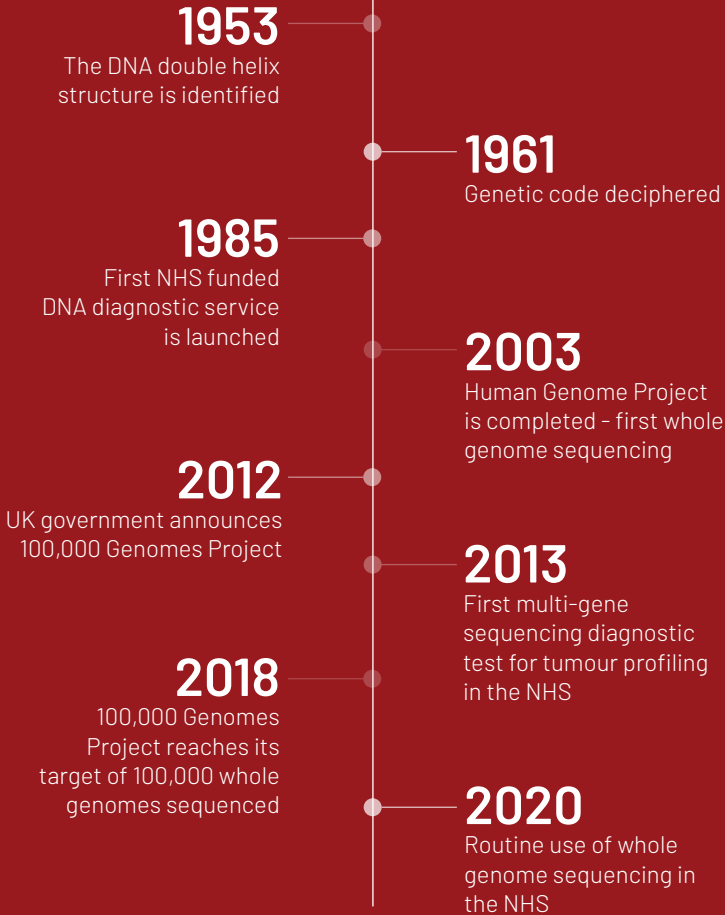 1953
The DNA double helix
structure is identified
1961
Genetic code deciphered
1985
First NHS funded
DNA diagnostic service
is launched
2003
Human Genome Project
is completed - first whole
genome sequencing
2012
UK government announces
100,000 Genomes Project
2013
First multi-gene
sequencing diagnostic
test for tumour profiling
in the NHS
2018
100,000 Genomes
Project reaches its
target of 100,000 whole
genomes sequenced
2020
Routine use of whole
genome sequencing in
the NHS